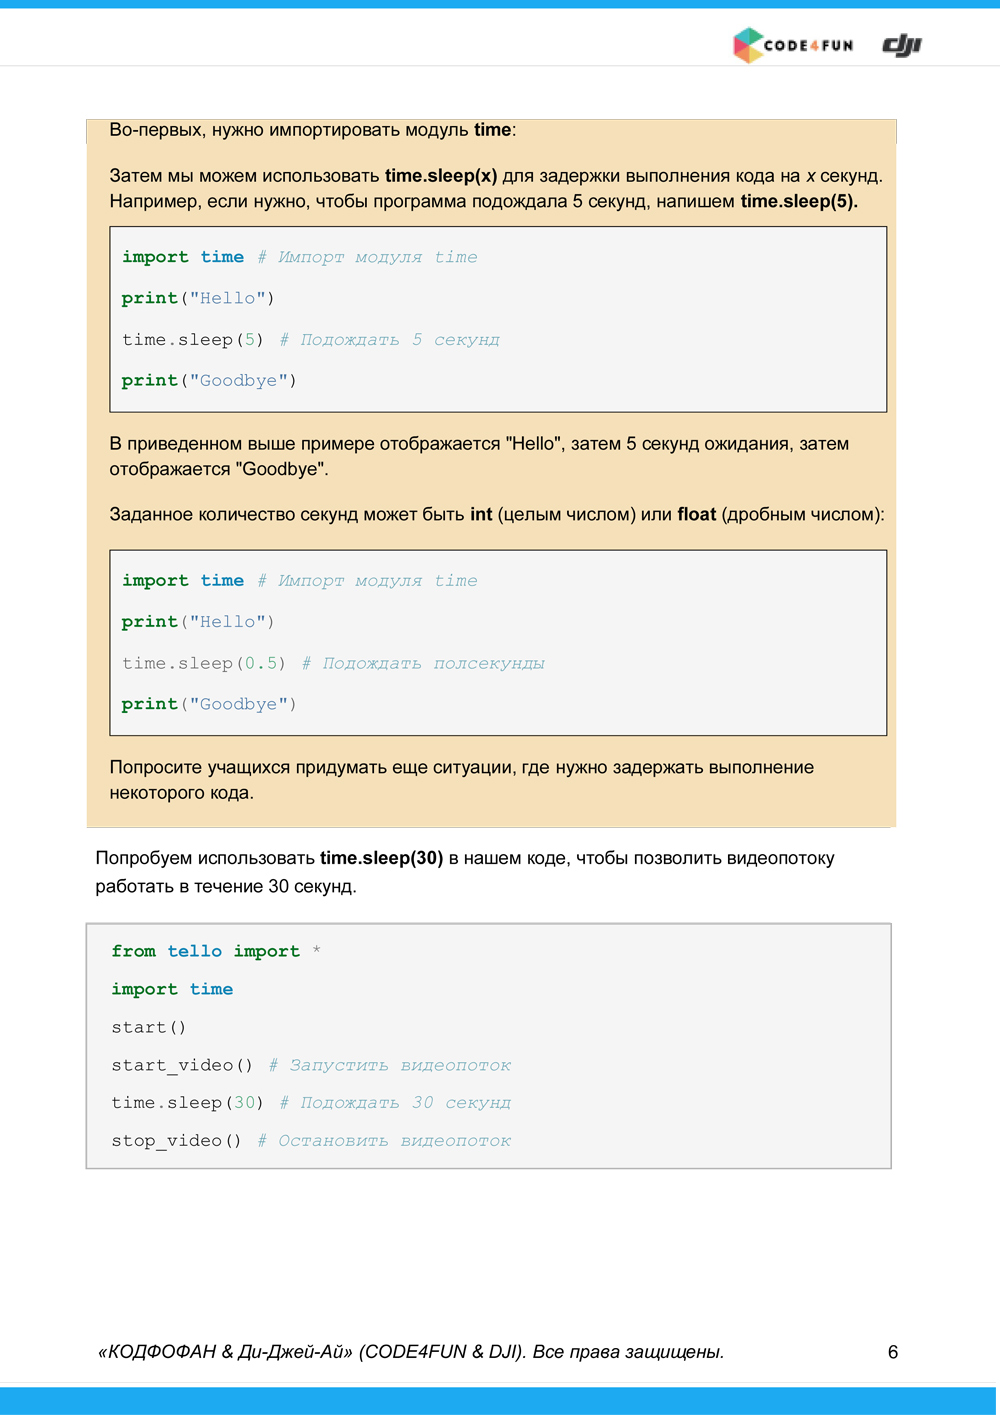 CODE4FUN dji
Во-первых, нужно импортировать модуль time:
Затем мы можем использовать time.sleep(x) для задержки выполнения кода на x секунд.
Например, если нужно, чтобы программа подождала 5 секунд, напишем time.sleep(5).
import time # Импорт модуля time
print("Hello")
time.sleep(5) # Подождать 5 секунд
print("Goodbye")
В приведенном выше примере отображается "Hello", затем 5 секунд ожидания, затем
отображается "Goodbye".
Заданное количество секунд может быть int (целым числом) или float (дробным числом):
import time # Импорт модуля time
print("Hello")
time.sleep(0.5) # Подождать полсекунды
print("Goodbye")
Попросите учащихся придумать еще ситуации, где нужно задержать выполнение
некоторого кода.
Попробуем использовать time.sleep(30) в нашем коде, чтобы позволить видеопотоку
работать в течение 30 секунд.
from tello import *
import time
start()
start_video() # Запустить видеопоток
time.sleep(30) # Подождать 30 секунд
stop_video() # Остановить видеопоток
«КОДФОФАН & Ди-Джей-Ай» (CODE4FUN & DJI). Все права защищены. 6